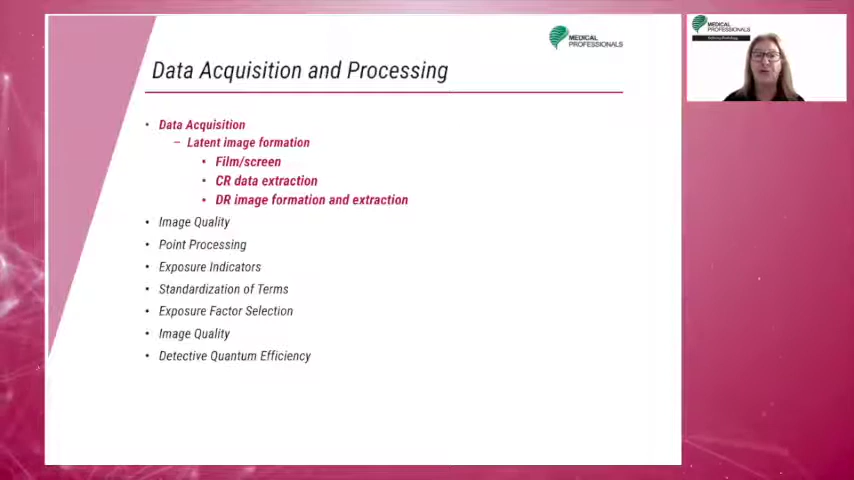 MEDICAL
PROFESSIONALS
Data Acquisition and Processing
• Data Acquisition
– Latent image formation
• Film/screen
• CR data extraction
• DR image formation and extraction
• Image Quality
• Point Processing
• Exposure Indicators
• Standardization of Terms
• Exposure Factor Selection
• Image Quality
• Detective Quantum Efficiency
MEDICAL
PROFESSIONALS